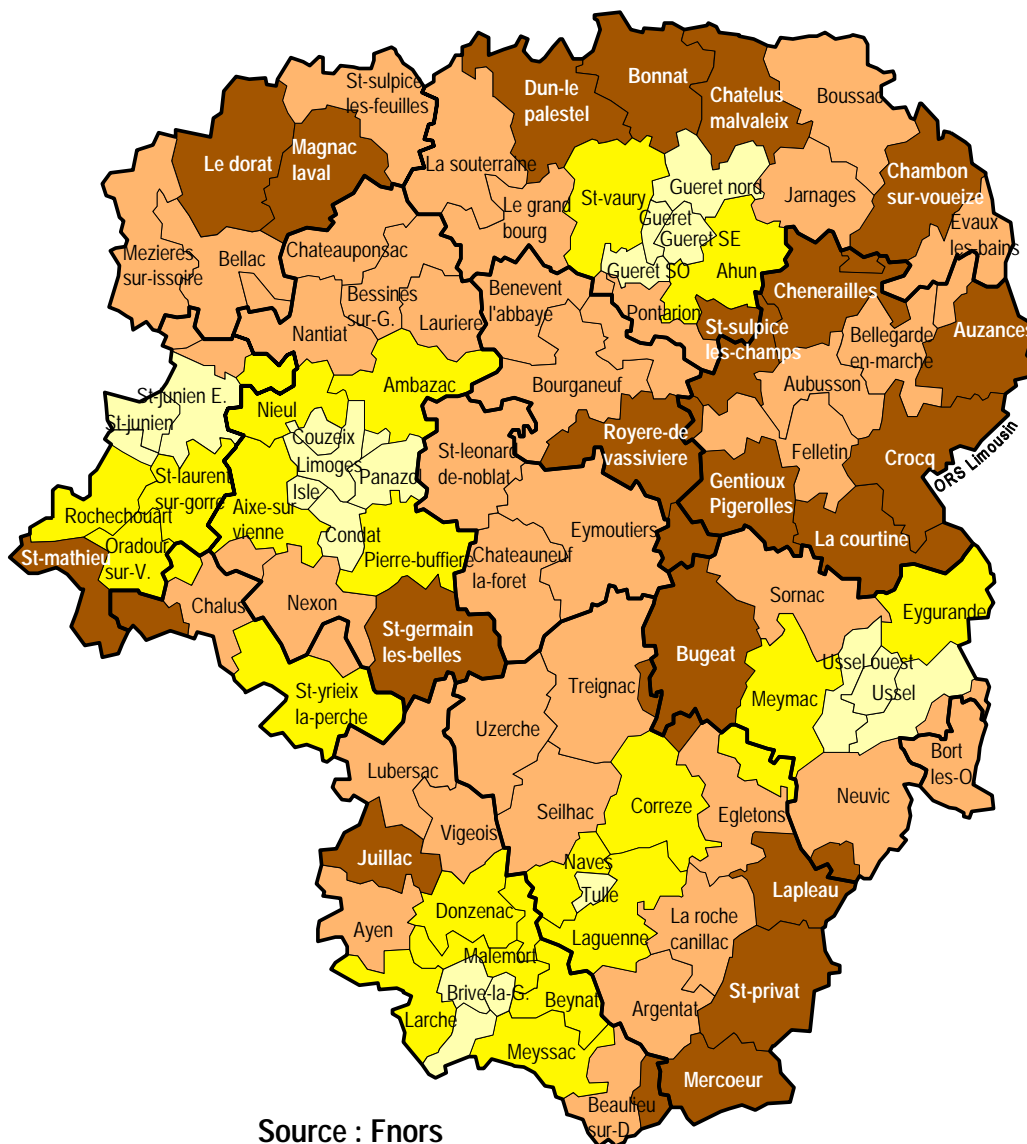 St-sulpice
les-feuilles
Dun-le
palestel
Bonnat
Chatelus
malvaleix
Boussac
Le dorat
Magnac
laval
La souterraine
St-vaury
Gueret nord
Jarnages
Chambon
sur-voueize
Evaux
les-bains
Le grand
bourg
Gueret
Gueret SE
Gueret SO
Ahun
Mezieres
sur-issoire
Bellac
Chateauponsac
Bessines
sur-G.
Lauriere
Nantiat
Benevent
l'abbaye
Pontarion
St-sulpice
les-champs
Chenerailles
Bellegarde
en-marche
Auzances
Ambazac
Bourganeuf
Aubusson
St-junien E.
St-junien
Nieul
Couzeix
Limoges
Panazol
Isle
St-leonard
de-noblat
Royere-de
vassiviere
Felletin
Crocq
ORS Limousin
Gentioux
Pigerolles
St-laurent
sur-gorre
Rochechouart
Aixe-sur
vienne
Condat
Pierre-buffiere
Eymoutiers
La courtine
St-mathieu
Oradour
sur-V.
Chateauneuf
la-foret
Chalus
Nexon
St-germain
les-belles
Sornac
Eygurande
Bugeat
Ussel ouest
Ussel
Meymac
St-yrieix
la-perche
Treignac
Uzerche
Bort
les-O
Lubersac
Neuvic
Seilhac
Correze
Egletons
Vigeois
Juillac
Naves
Tulle
Lapleau
Donzenac
Ayen
Laguenne
La roche
canillac
Malemort
Brive-la-G.
Beynat
Larche
Argentat
St-privat
Meyssac
Mercoeur
Beaulieu
sur-D
Source : Fnors